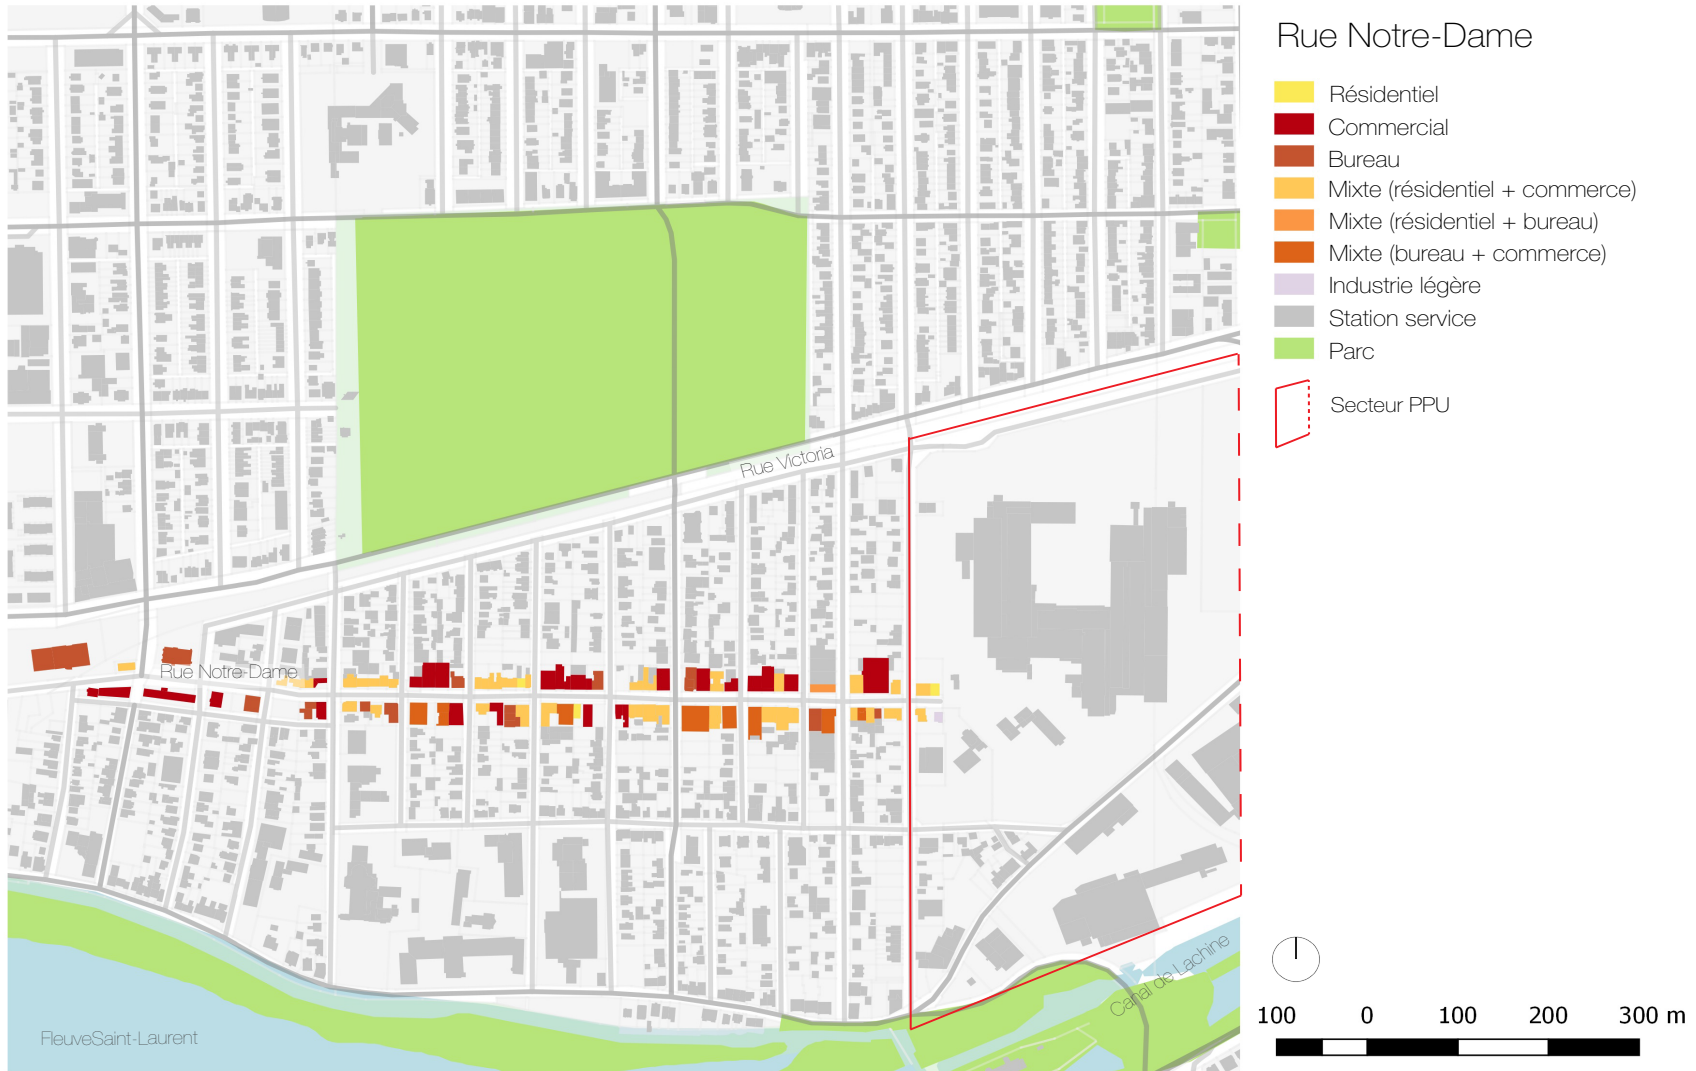 Rue Notre-Dame
Résidentiel
Commercial
Bureau
Mixte (résidentiel + commerce)
Mixte (résidentiel + bureau)
Mixte (bureau + commerce)
Industrie légère
Station service
Parc
Secteur PPU
Rue Victoria
Rue Notre-Dame
Canal de Lachine
FleuveSaint-Laurent
100 0 100 200 300 m